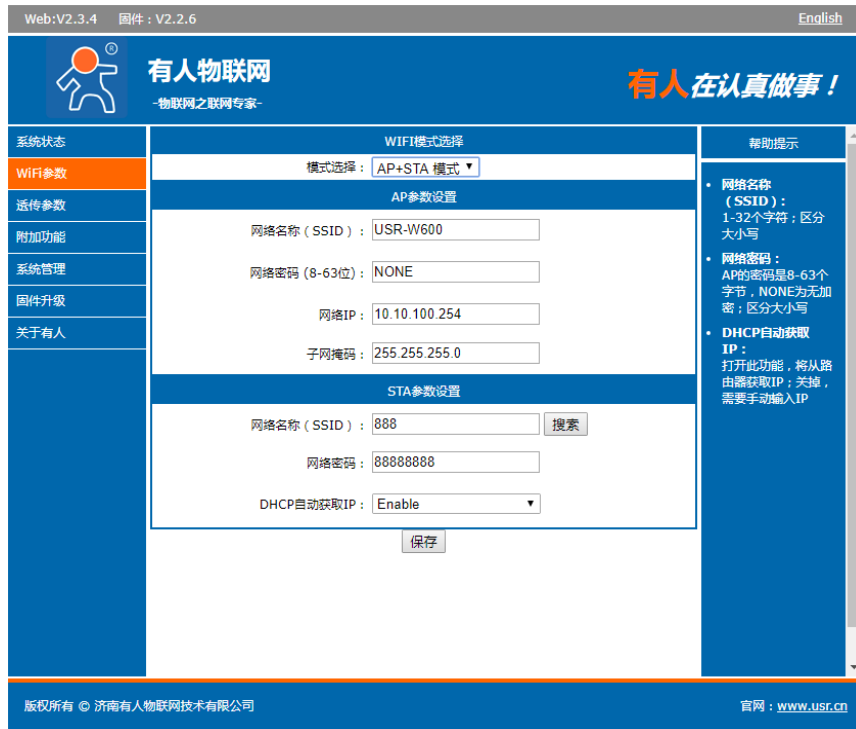 Web:V2.3.4 固件：V2.2.6 English
®
有人物联网
-物联网之联网专家-
有人在认真做事！
系统状态
WiFi参数
透传参数
附加功能
系统管理
固件升级
关于有人
WIFI模式选择
模式选择： AP+STA 模式
AP参数设置
网络名称（SSID）： USR-W600
网络密码 (8-63位)： NONE
网络IP： 10.10.100.254
子网掩码： 255.255.255.0
STA参数设置
网络名称（SSID）： 888 搜索
网络密码： 88888888
DHCP自动获取IP： Enable
保存
帮助提示
• 网络名称
（SSID）：
1-32个字符；区分
大小写
• 网络密码：
AP的密码是8-63个
字节，NONE为无加
密；区分大小写
• DHCP自动获取
IP：
打开此功能，将从路
由器获取IP；关掉，
需要手动输入IP
版权所有 © 济南有人物联网技术有限公司 官网：www.usr.cn